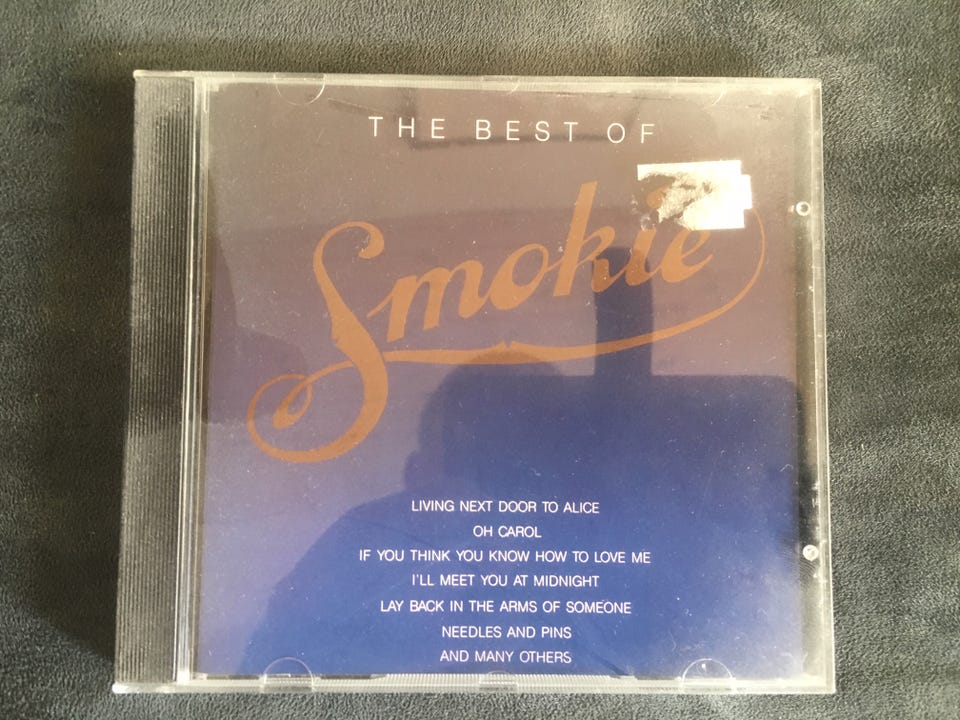 THE BEST OF
Smokie
LIVING NEXT DOOR TO ALICE
OH CAROL
IF YOU THINK YOU KNOW HOW TO LOVE ME
I'LL MEET YOU AT MIDNIGHT
LAY BACK IN THE ARMS OF SOMEONE
NEEDLES AND PINS
AND MANY OTHERS